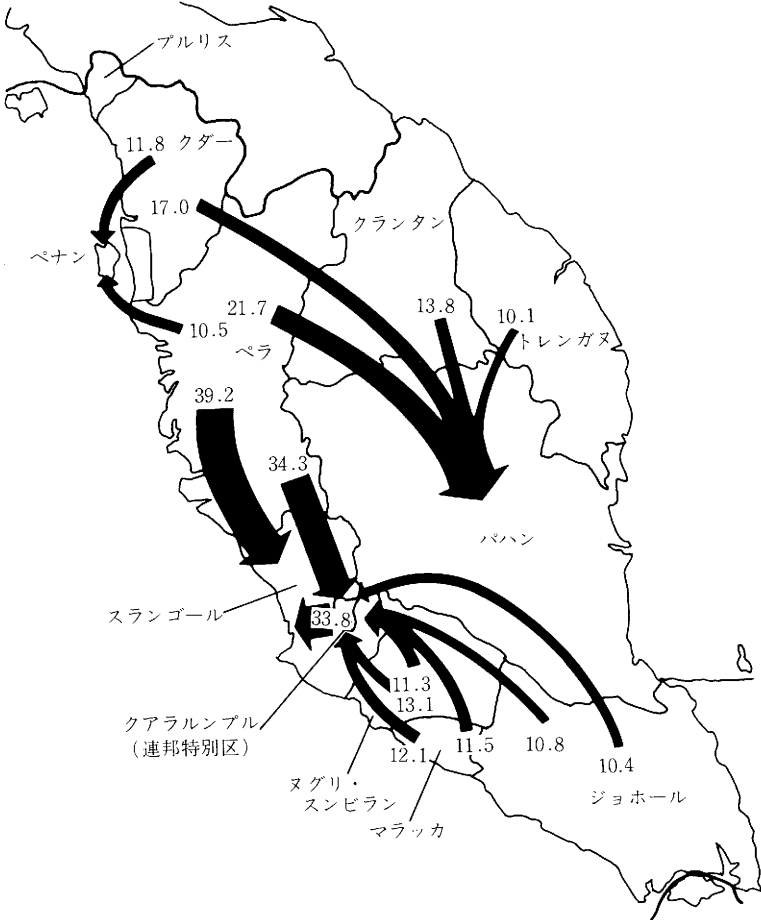 プルリス
11.8 クダー
17.0
クランタン
ペナン
21.7
13.8
10.1
10.5
トレンガヌ
ペラ
39.2
34.3
パハン
スランゴール
33.8
11.3
13.1
クアラルンプル
（連邦特別区）
12.1
11.5
10.8
10.4
ヌグリ・
スンビラン
ジョホール
マラッカ